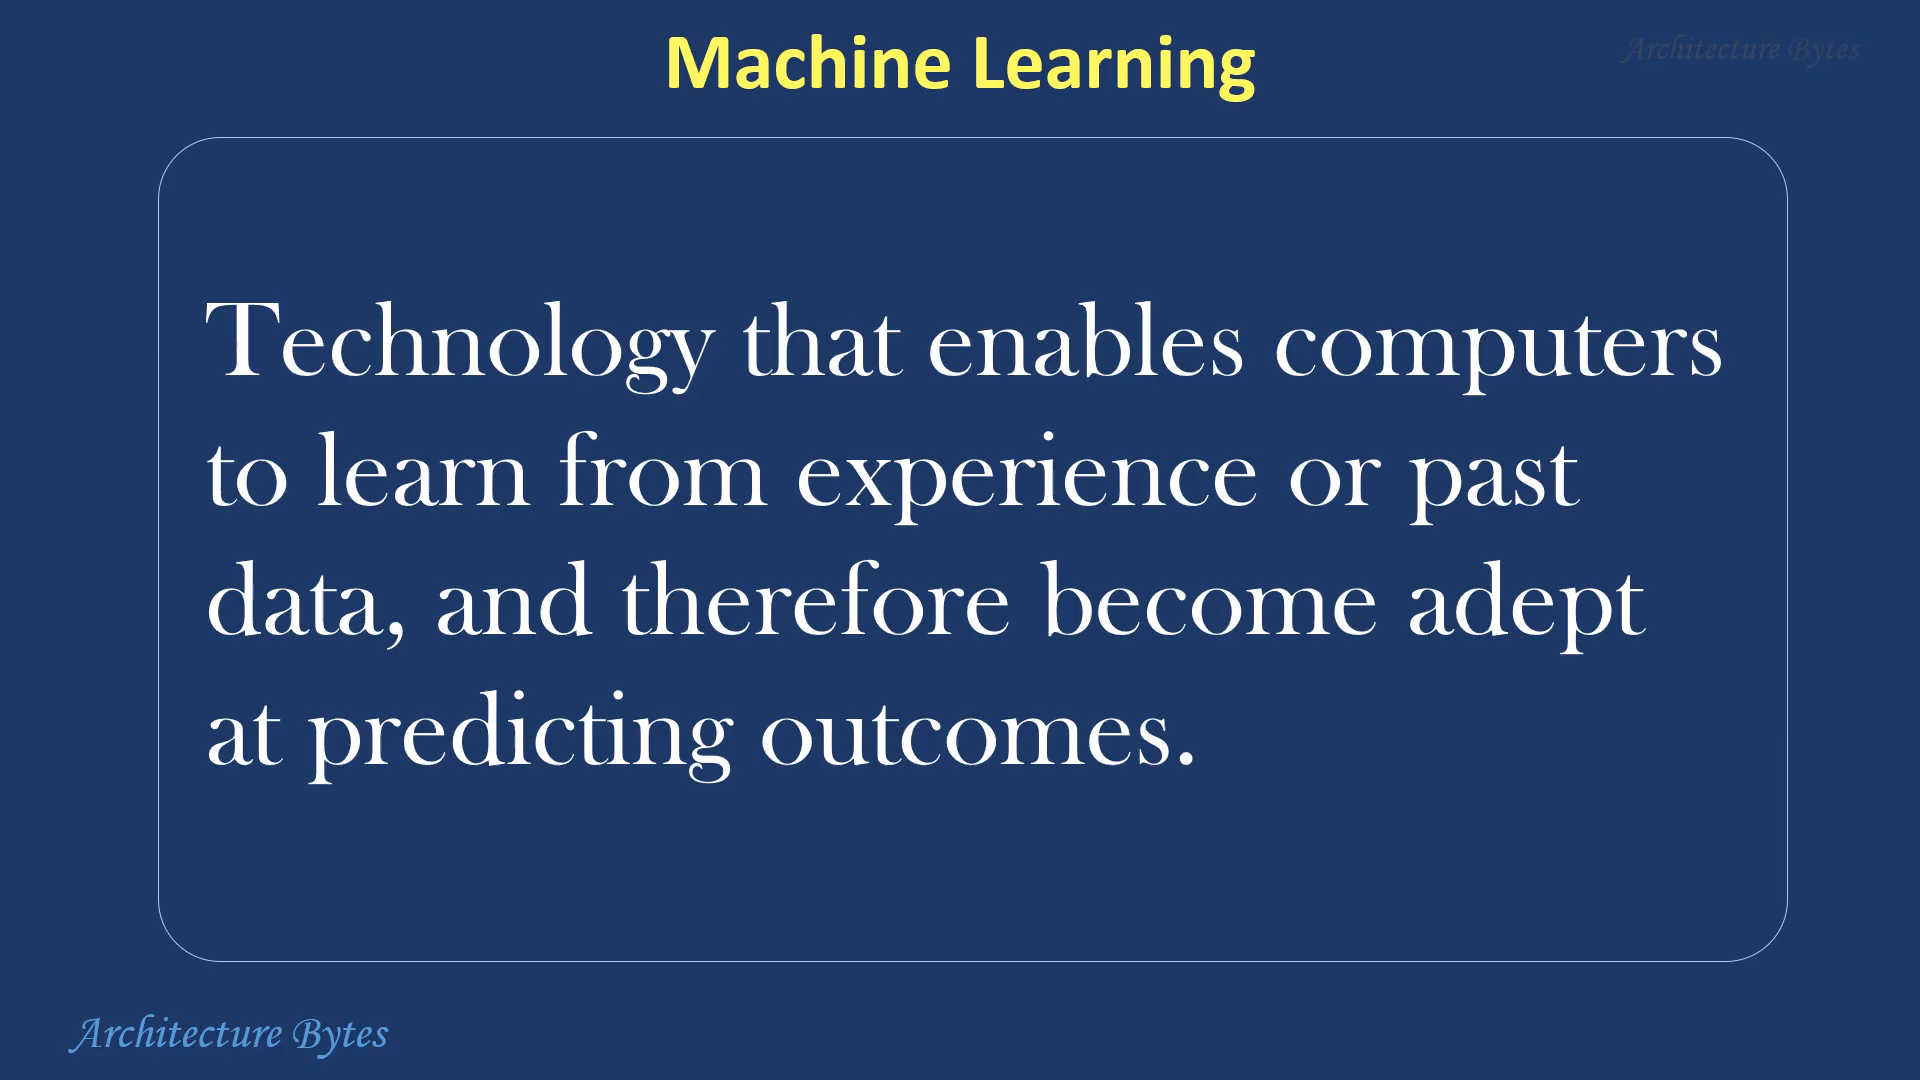 Machine Learning
Architecture Bytes
Technology that enables computers
to learn from experience or past
data, and therefore become adept
at predicting outcomes.
Architecture Bytes